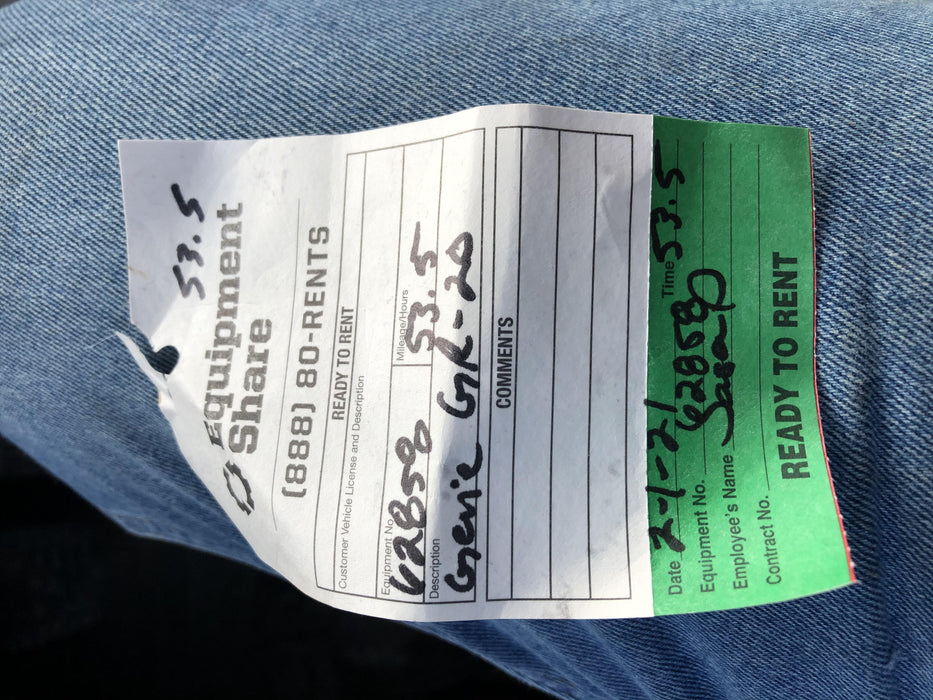 53.5
Equipment
Share
(888) 80-RENTS
READY TO RENT
Customer Vehicle License and Description
Equipment No. Mileage/Hours
62850 53.5
Description
Genie GR-20
COMMENTS
Date 2-1-21 Time 53.5
Equipment No. 62850
Employee's Name
Contract No.
READY TO RENT